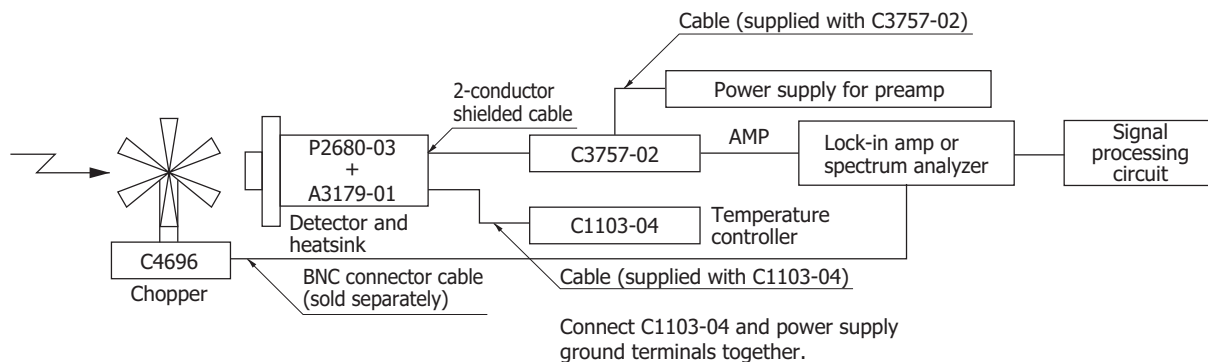 Cable (supplied with C3757-02)
2-conductor
shielded cable
Power supply for preamp
P2680-03
+
A3179-01
C3757-02
AMP
Lock-in amp or
spectrum analyzer
Signal
processing
circuit
Detector and
heatsink
C1103-04
Temperature
controller
C4696
Chopper
BNC connector cable
(sold separately)
Cable (supplied with C1103-04)
Connect C1103-04 and power supply
ground terminals together.